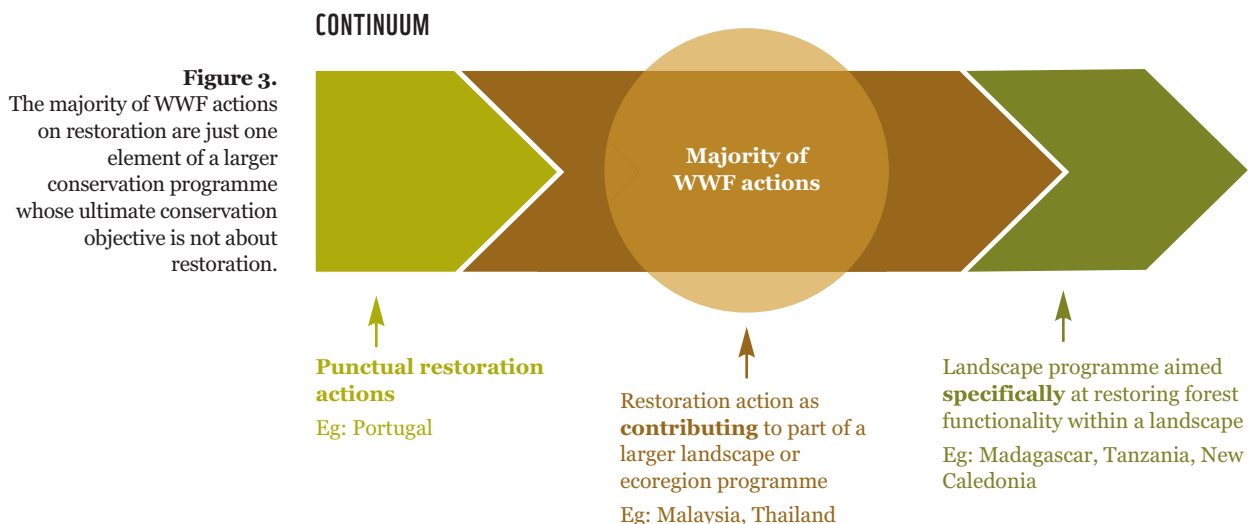 CONTINUUM
Figure 3.
The majority of WWF actions
on restoration are just one
element of a larger
conservation programme
whose ultimate conservation
objective is not about
restoration.
Majority of
WWF actions
Punctual restoration
actions
Eg: Portugal
Restoration action as
contributing to part of a
larger landscape or
ecoregion programme
Eg: Malaysia, Thailand
Landscape programme aimed
specifically at restoring forest
functionality within a landscape
Eg: Madagascar, Tanzania, New
Caledonia